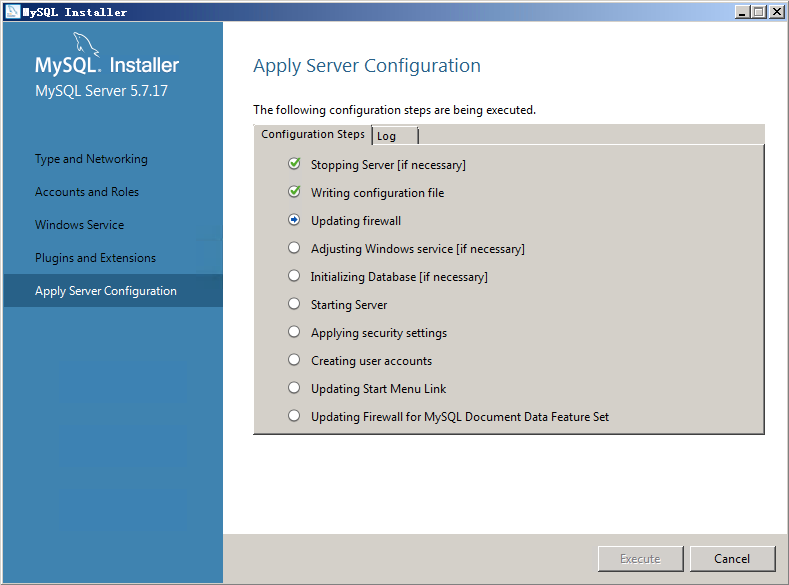 MySQL Installer
MySQL. Installer
MySQL Server 5.7.17
Type and Networking
Accounts and Roles
Windows Service
Plugins and Extensions
Apply Server Configuration
Apply Server Configuration
The following configuration steps are being executed.
Configuration Steps
Log
Stopping Server [if necessary]
Writing configuration file
Updating firewall
Adjusting Windows service [if necessary]
Initializing Database [if necessary]
Starting Server
Applying security settings
Creating user accounts
Updating Start Menu Link
Updating Firewall for MySQL Document Data Feature Set
Execute
Cancel